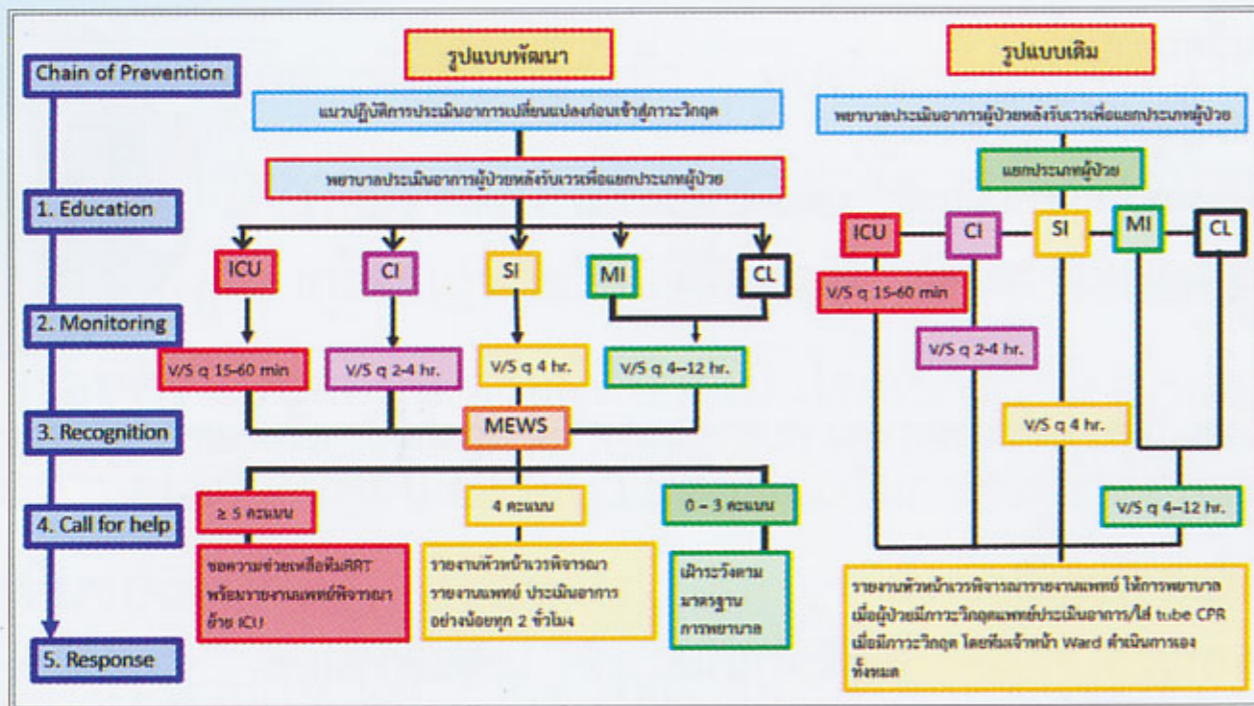 Chain of Prevention
1. Education
2. Monitoring
3. Recognition
4. Call for help
5. Response
รูปแบบพัฒนา
แนวปฏิบัติการประเมินอาการเปลี่ยนแปลงก่อนเข้าสู่ภาวะวิกฤต
พยาบาลประเมินอาการผู้ป่วยหลังรับเวรเพื่อแยกประเภทผู้ป่วย
ICU
CI
SI
MI
CL
V/S q 15-60 min
V/S q 2-4 hr.
V/S q 4 hr.
V/S q 4–12 hr.
MEWS
≥ 5 คะแนน
4 คะแนน
0 – 3 คะแนน
ขอความช่วยเหลือทีมRRT
พร้อมรายงานแพทย์พิจารณา
ย้าย ICU
รายงานหัวหน้าเวรพิจารณา
รายงานแพทย์ ประเมินอาการ
อย่างน้อยทุก 2 ชั่วโมง
เฝ้าระวังตาม
มาตรฐาน
การพยาบาล
รูปแบบเดิม
พยาบาลประเมินอาการผู้ป่วยหลังรับเวรเพื่อแยกประเภทผู้ป่วย
แยกประเภทผู้ป่วย
ICU
CI
SI
MI
CL
V/S q 15-60 min
V/S q 2-4 hr.
V/S q 4 hr.
V/S q 4–12 hr.
รายงานหัวหน้าเวรพิจารณารายงานแพทย์ ให้การพยาบาล
เมื่อผู้ป่วยมีภาวะวิกฤตแพทย์ประเมินอาการ/ใส่ tube CPR
เมื่อมีภาวะวิกฤต โดยทีมเจ้าหน้า Ward ดำเนินการเอง
ทั้งหมด